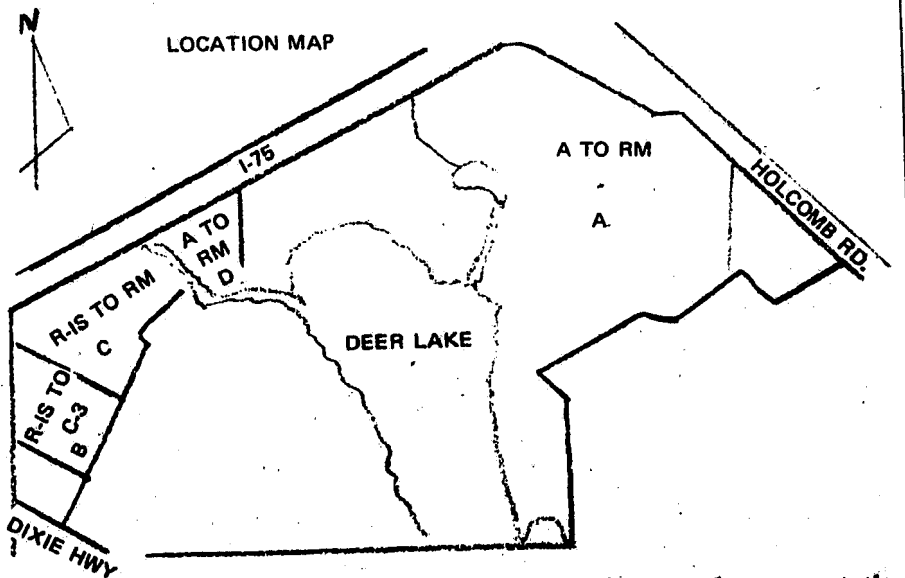 N
LOCATION MAP
I-75
A TO RM
A
HOLCOMB RD.
A TO
RM
D
R-IS TO RM
C
DEER LAKE
R-IS TO
C-3
B
DIXIE HWY